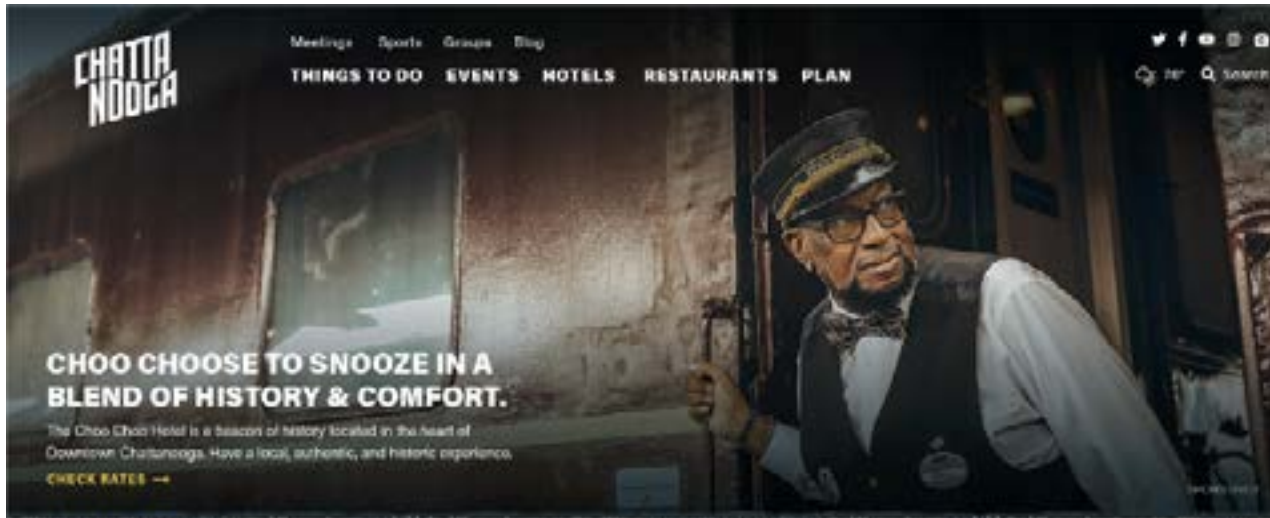 CHATTA
NOOGA
Meetings Sports Groups Blog
THINGS TO DO EVENTS HOTELS RESTAURANTS PLAN
Search
CHOO CHOOSE TO SNOOZE IN A
BLEND OF HISTORY & COMFORT.
The Choo Choo Hotel is a beacon of history located in the heart of
Downtown Chattanooga. Have a local, authentic, and historic experience.
CHECK RATES →